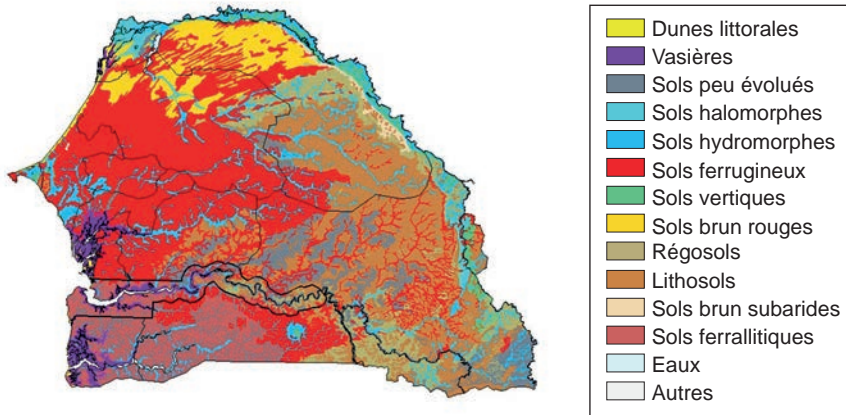 Dunes littorales
Vasières
Sols peu évolués
Sols halomorphes
Sols hydromorphes
Sols ferrugineux
Sols vertiques
Sols brun rouges
Régosols
Lithosols
Sols brun subarides
Sols ferrallitiques
Eaux
Autres